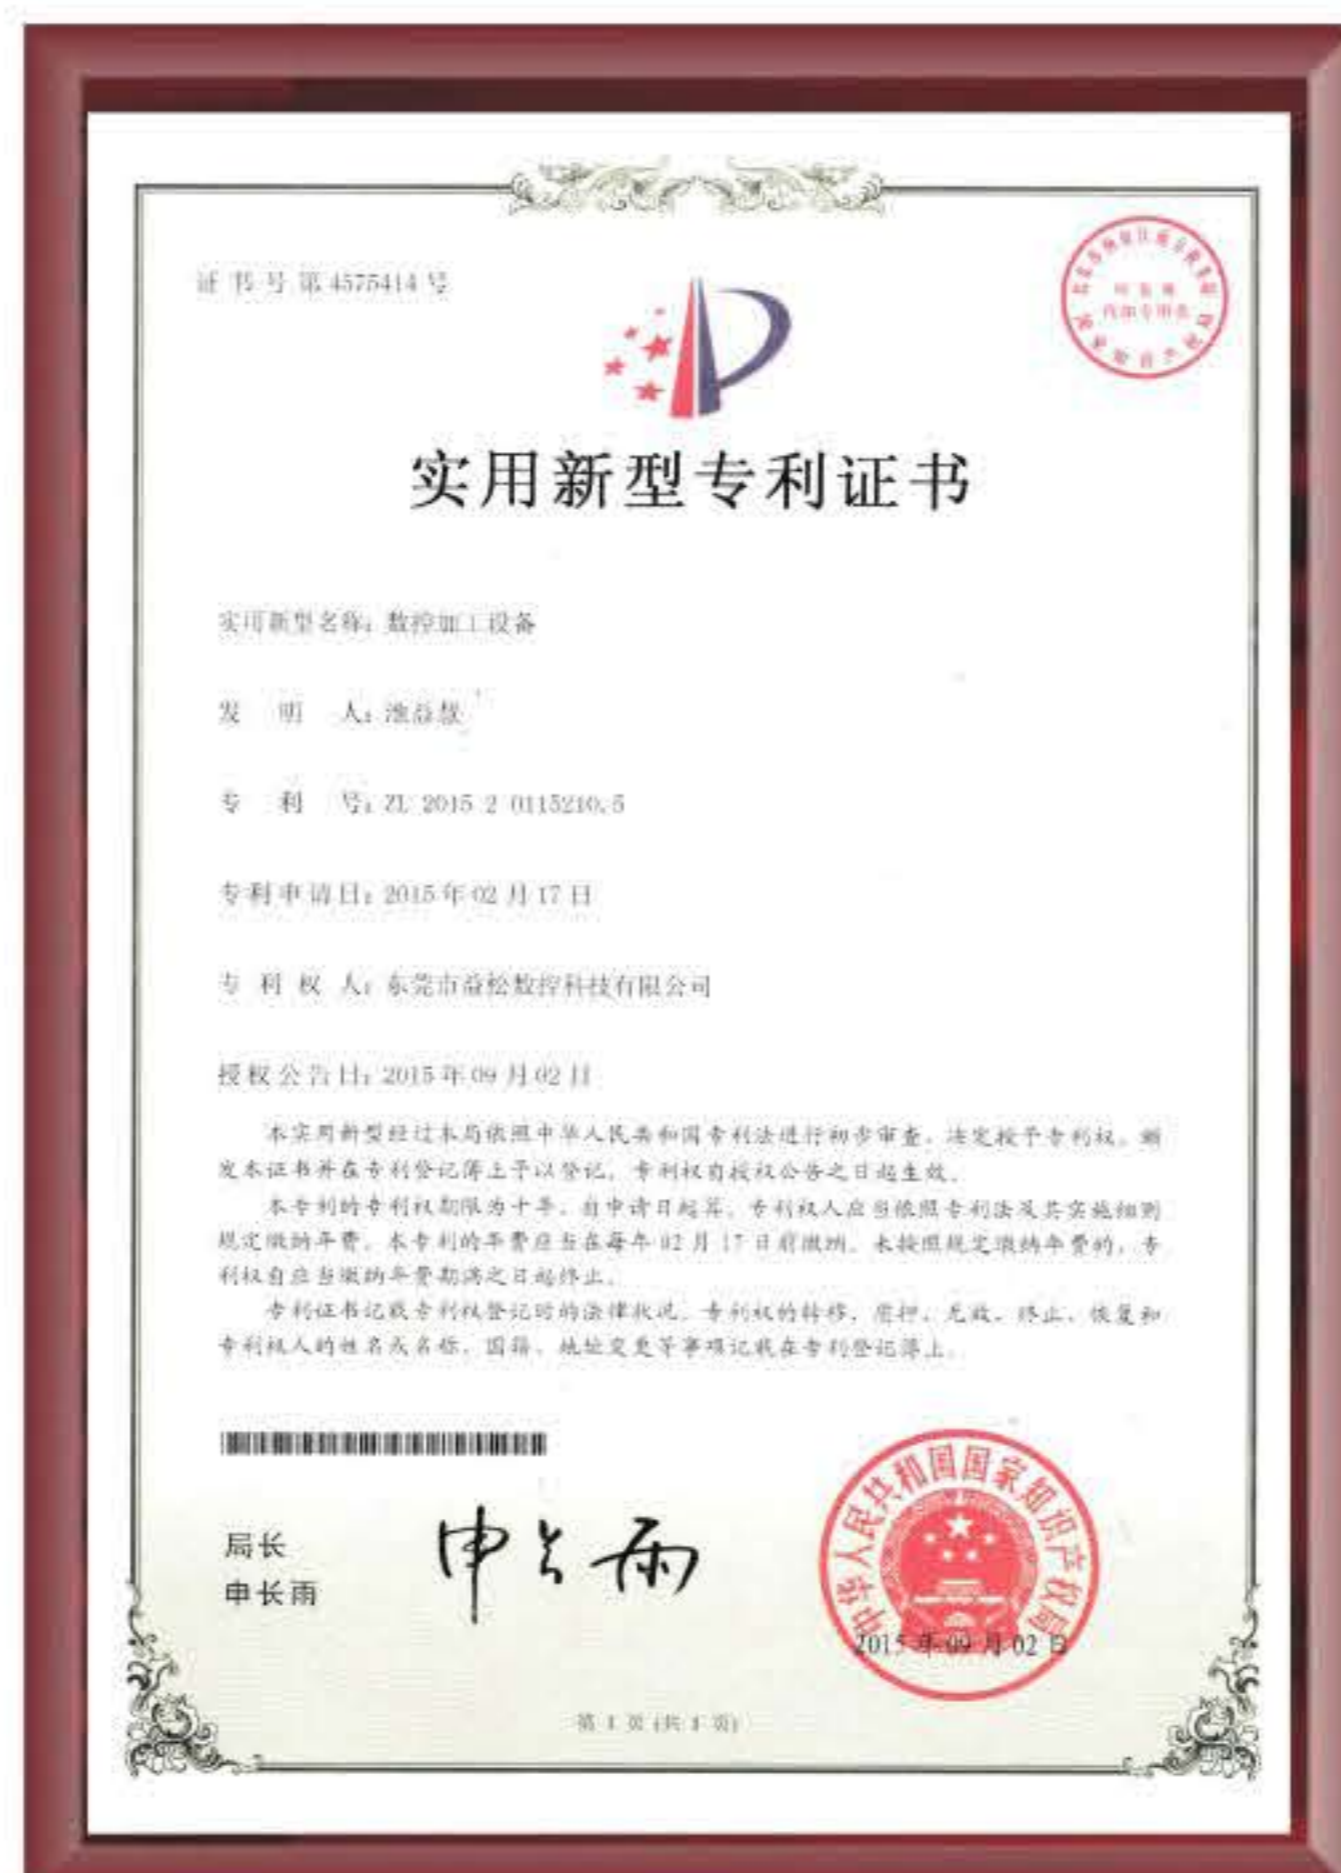 证书号第4575414号
实用新型专利证书
实用新型名称：数控加工设备
发 明 人：池益慧
专 利 号：ZL 2015 2 0115210.5
专利申请日：2015年02月17日
专 利 权 人：东莞市益松数控科技有限公司
授权公告日：2015年09月02日
本实用新型经过本局依照中华人民共和国专利法进行初步审查，决定授予专利权，颁
发本证书并在专利登记簿上予以登记。专利权自授权公告之日起生效。
本专利的专利权期限为十年，自申请日起算。专利权人应当依照专利法及其实施细则
规定缴纳年费。本专利的年费应当在每年02月17日前缴纳。未按照规定缴纳年费的，专
利权自应当缴纳年费期满之日起终止。
专利证书记载专利权登记时的法律状况。专利权的转移、质押、无效、终止、恢复和
专利权人的姓名或名称、国籍、地址变更等事项记载在专利登记簿上。
局长
申长雨
申长雨
中华人民共和国国家知识产权局
2015年09月02日
第1页(共1页)